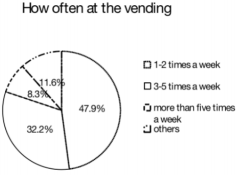 How often at the vending
11.6%
8.3%
47.9%
32.2%
1-2 times a week
3-5 times a week
more than five times
a week
others